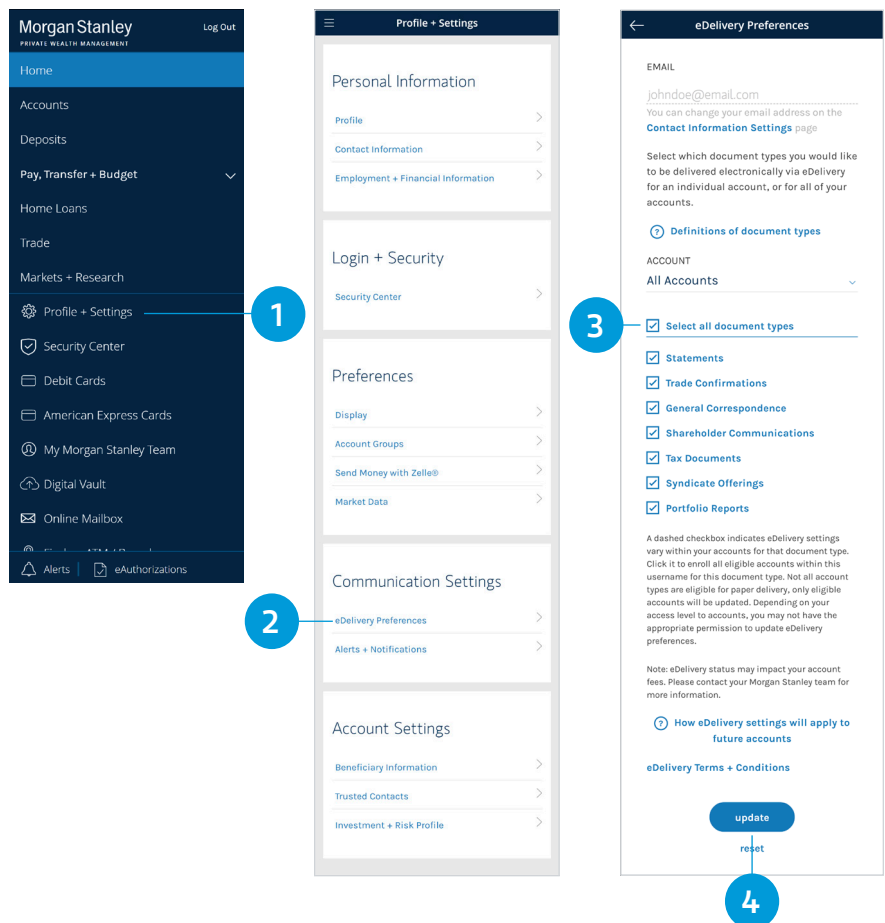 Morgan Stanley
PRIVATE WEALTH MANAGEMENT
Log Out
Home
Accounts
Deposits
Pay, Transfer + Budget
Home Loans
Trade
Markets + Research
Profile + Settings
1
Security Center
Debit Cards
American Express Cards
My Morgan Stanley Team
Digital Vault
Online Mailbox
Alerts
eAuthorizations
Profile + Settings
Personal Information
Profile
Contact Information
Employment + Financial Information
Login + Security
Security Center
Preferences
Display
Account Groups
Send Money with Zelle®
Market Data
Communication Settings
2
eDelivery Preferences
Alerts + Notifications
Account Settings
Beneficiary Information
Trusted Contacts
Investment + Risk Profile
eDelivery Preferences
EMAIL
johndoe@email.com
You can change your email address on the
Contact Information Settings page
Select which document types you would like
to be delivered electronically via eDelivery
for an individual account, or for all of your
accounts.
? Definitions of document types
ACCOUNT
All Accounts
3
Select all document types
Statements
Trade Confirmations
General Correspondence
Shareholder Communications
Tax Documents
Syndicate Offerings
Portfolio Reports
A dashed checkbox indicates eDelivery settings
vary within your accounts for that document type.
Click it to enroll all eligible accounts within this
username for this document type. Not all account
types are eligible for paper delivery, only eligible
accounts will be updated. Depending on your
access level to accounts, you may not have the
appropriate permission to update eDelivery
preferences.
Note: eDelivery status may impact your account
fees. Please contact your Morgan Stanley team for
more information.
? How eDelivery settings will apply to
future accounts
eDelivery Terms + Conditions
update
reset
4